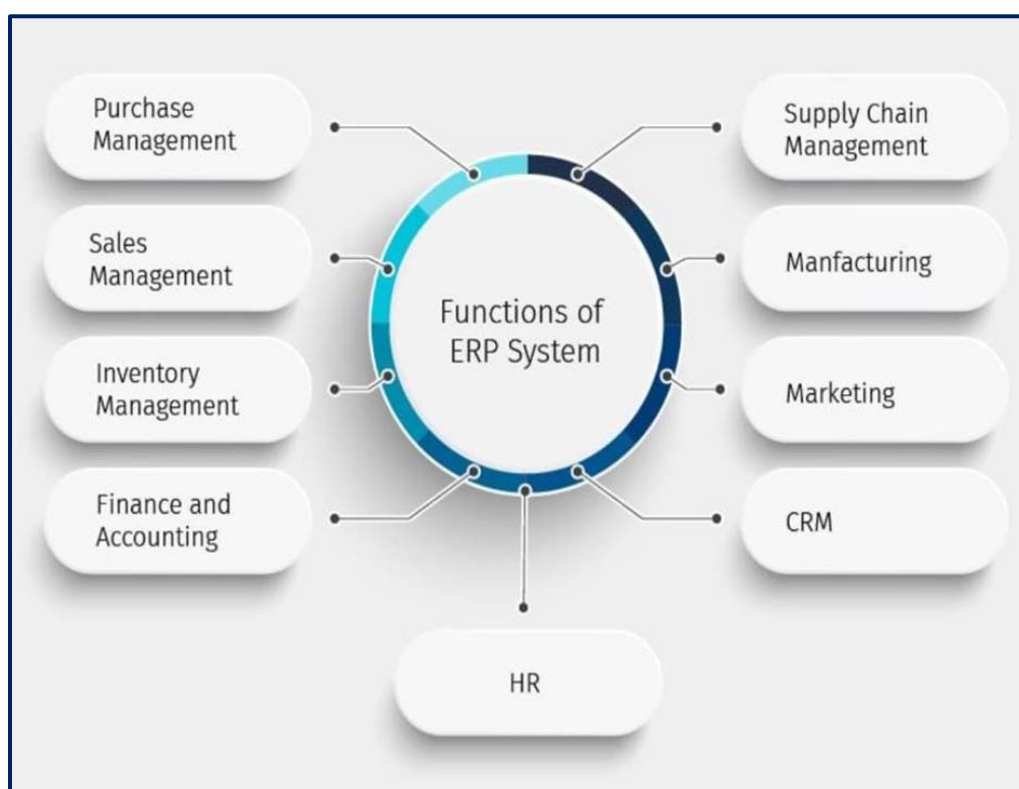 Purchase
Management
Supply Chain
Management
Sales
Management
Manfacturing
Functions of
ERP System
Inventory
Management
Marketing
Finance and
Accounting
CRM
HR